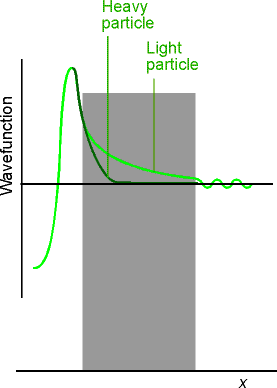 Heavy
particle
Light
particle
Wavefunction
x